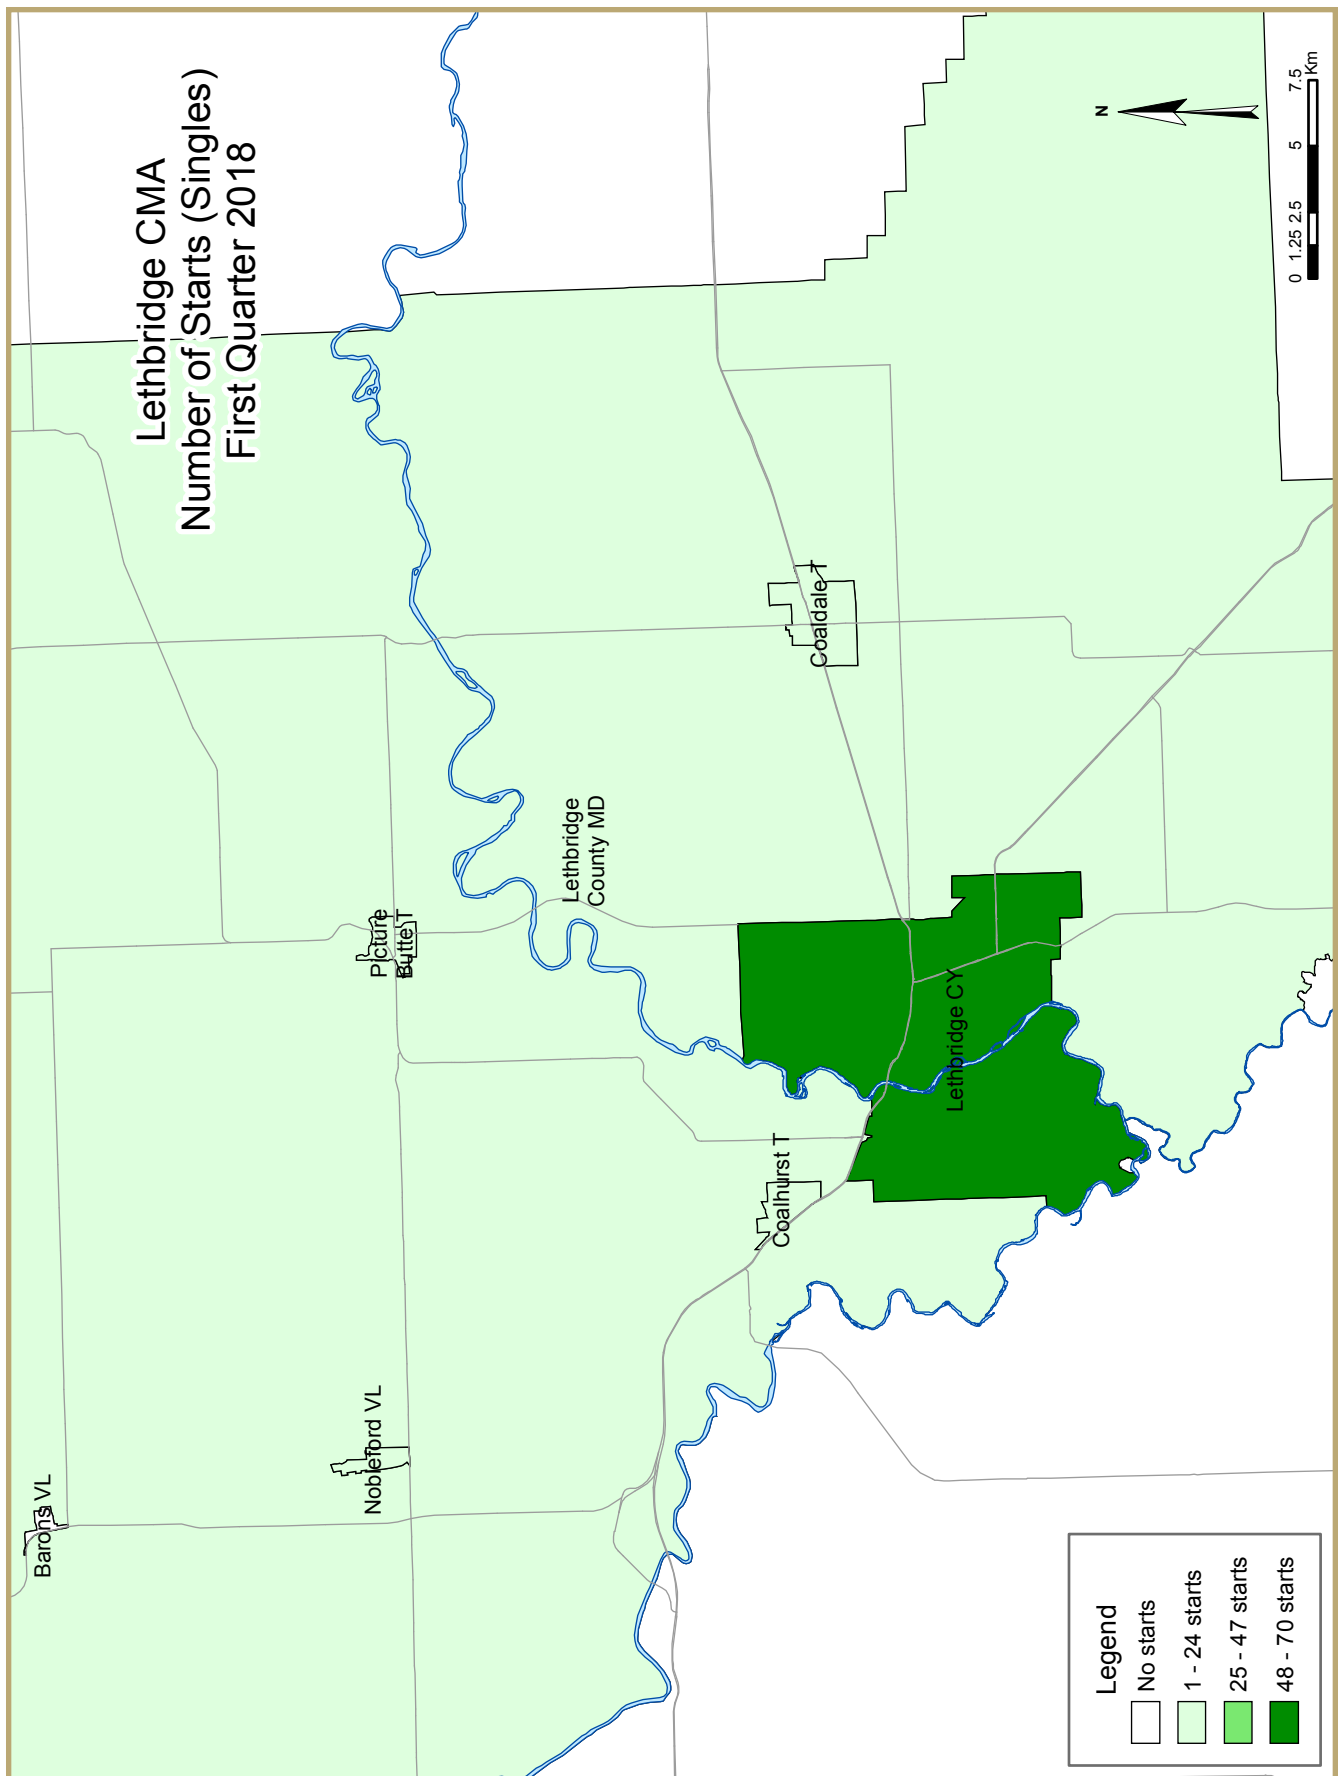 Lethbridge CMA
Number of Starts (Singles)
First Quarter 2018
Barons VL
Nobleford VL
Picture
Butte T
Lethbridge
County MD
Coalhurst T
Coaldale T
Lethbridge CY
N
0 1.25 2.5 5 7.5
Km
Legend
No starts
1 - 24 starts
25 - 47 starts
48 - 70 starts